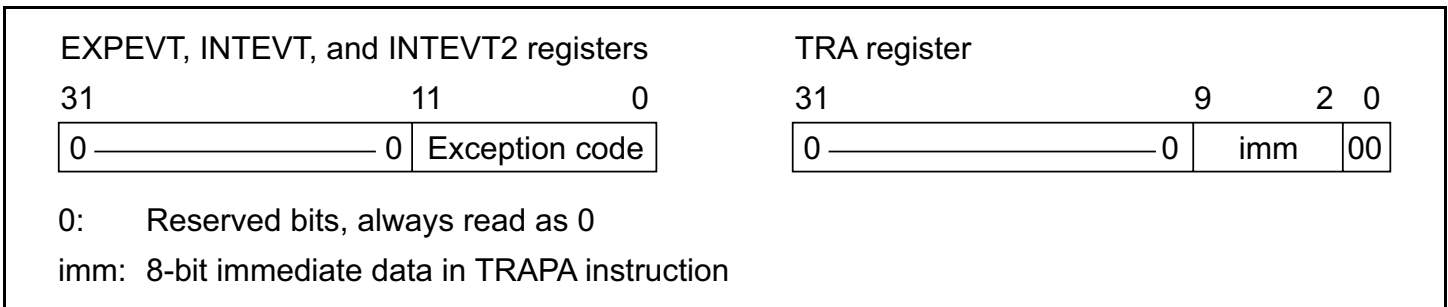 EXPEVT, INTEVT, and INTEVT2 registers
31 11 0
0 0 Exception code
TRA register
31 9 2 0
0 0 imm 00
0: Reserved bits, always read as 0
imm: 8-bit immediate data in TRAPA instruction